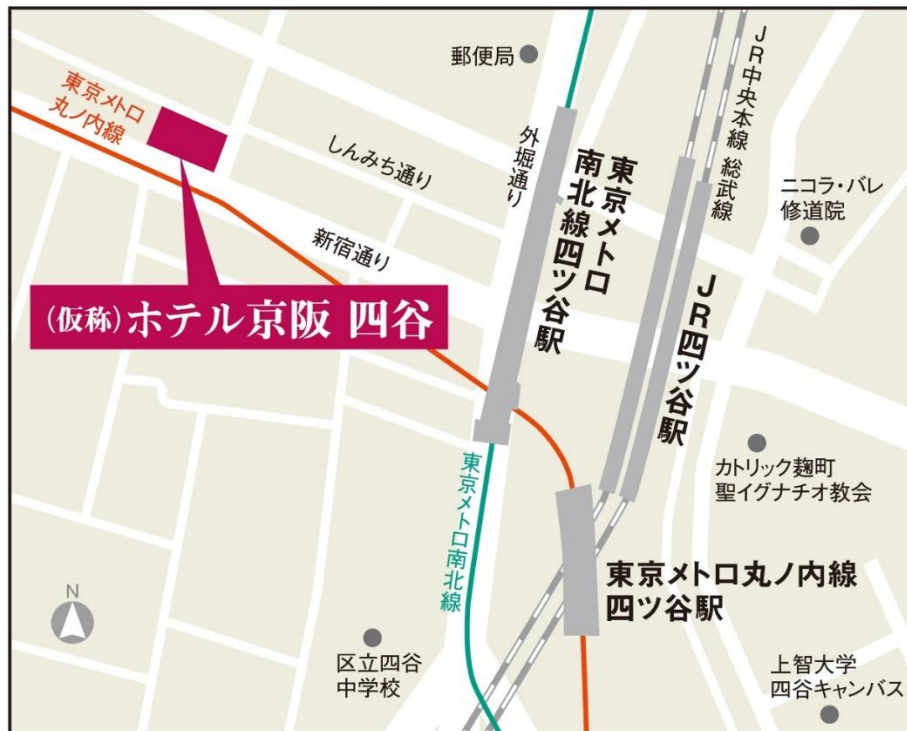 郵便局
JR中央本線 総武線
東京メトロ
丸ノ内線
しんみち通り
外堀通り
東京メトロ
南北線四ツ谷駅
ニコラ・バレ
修道院
新宿通り
(仮称)ホテル京阪 四谷
JR四ツ谷駅
カトリック麹町
聖イグナチオ教会
東京メトロ南北線
東京メトロ丸ノ内線
四ツ谷駅
N
区立四谷
中学校
上智大学
四谷キャンパス